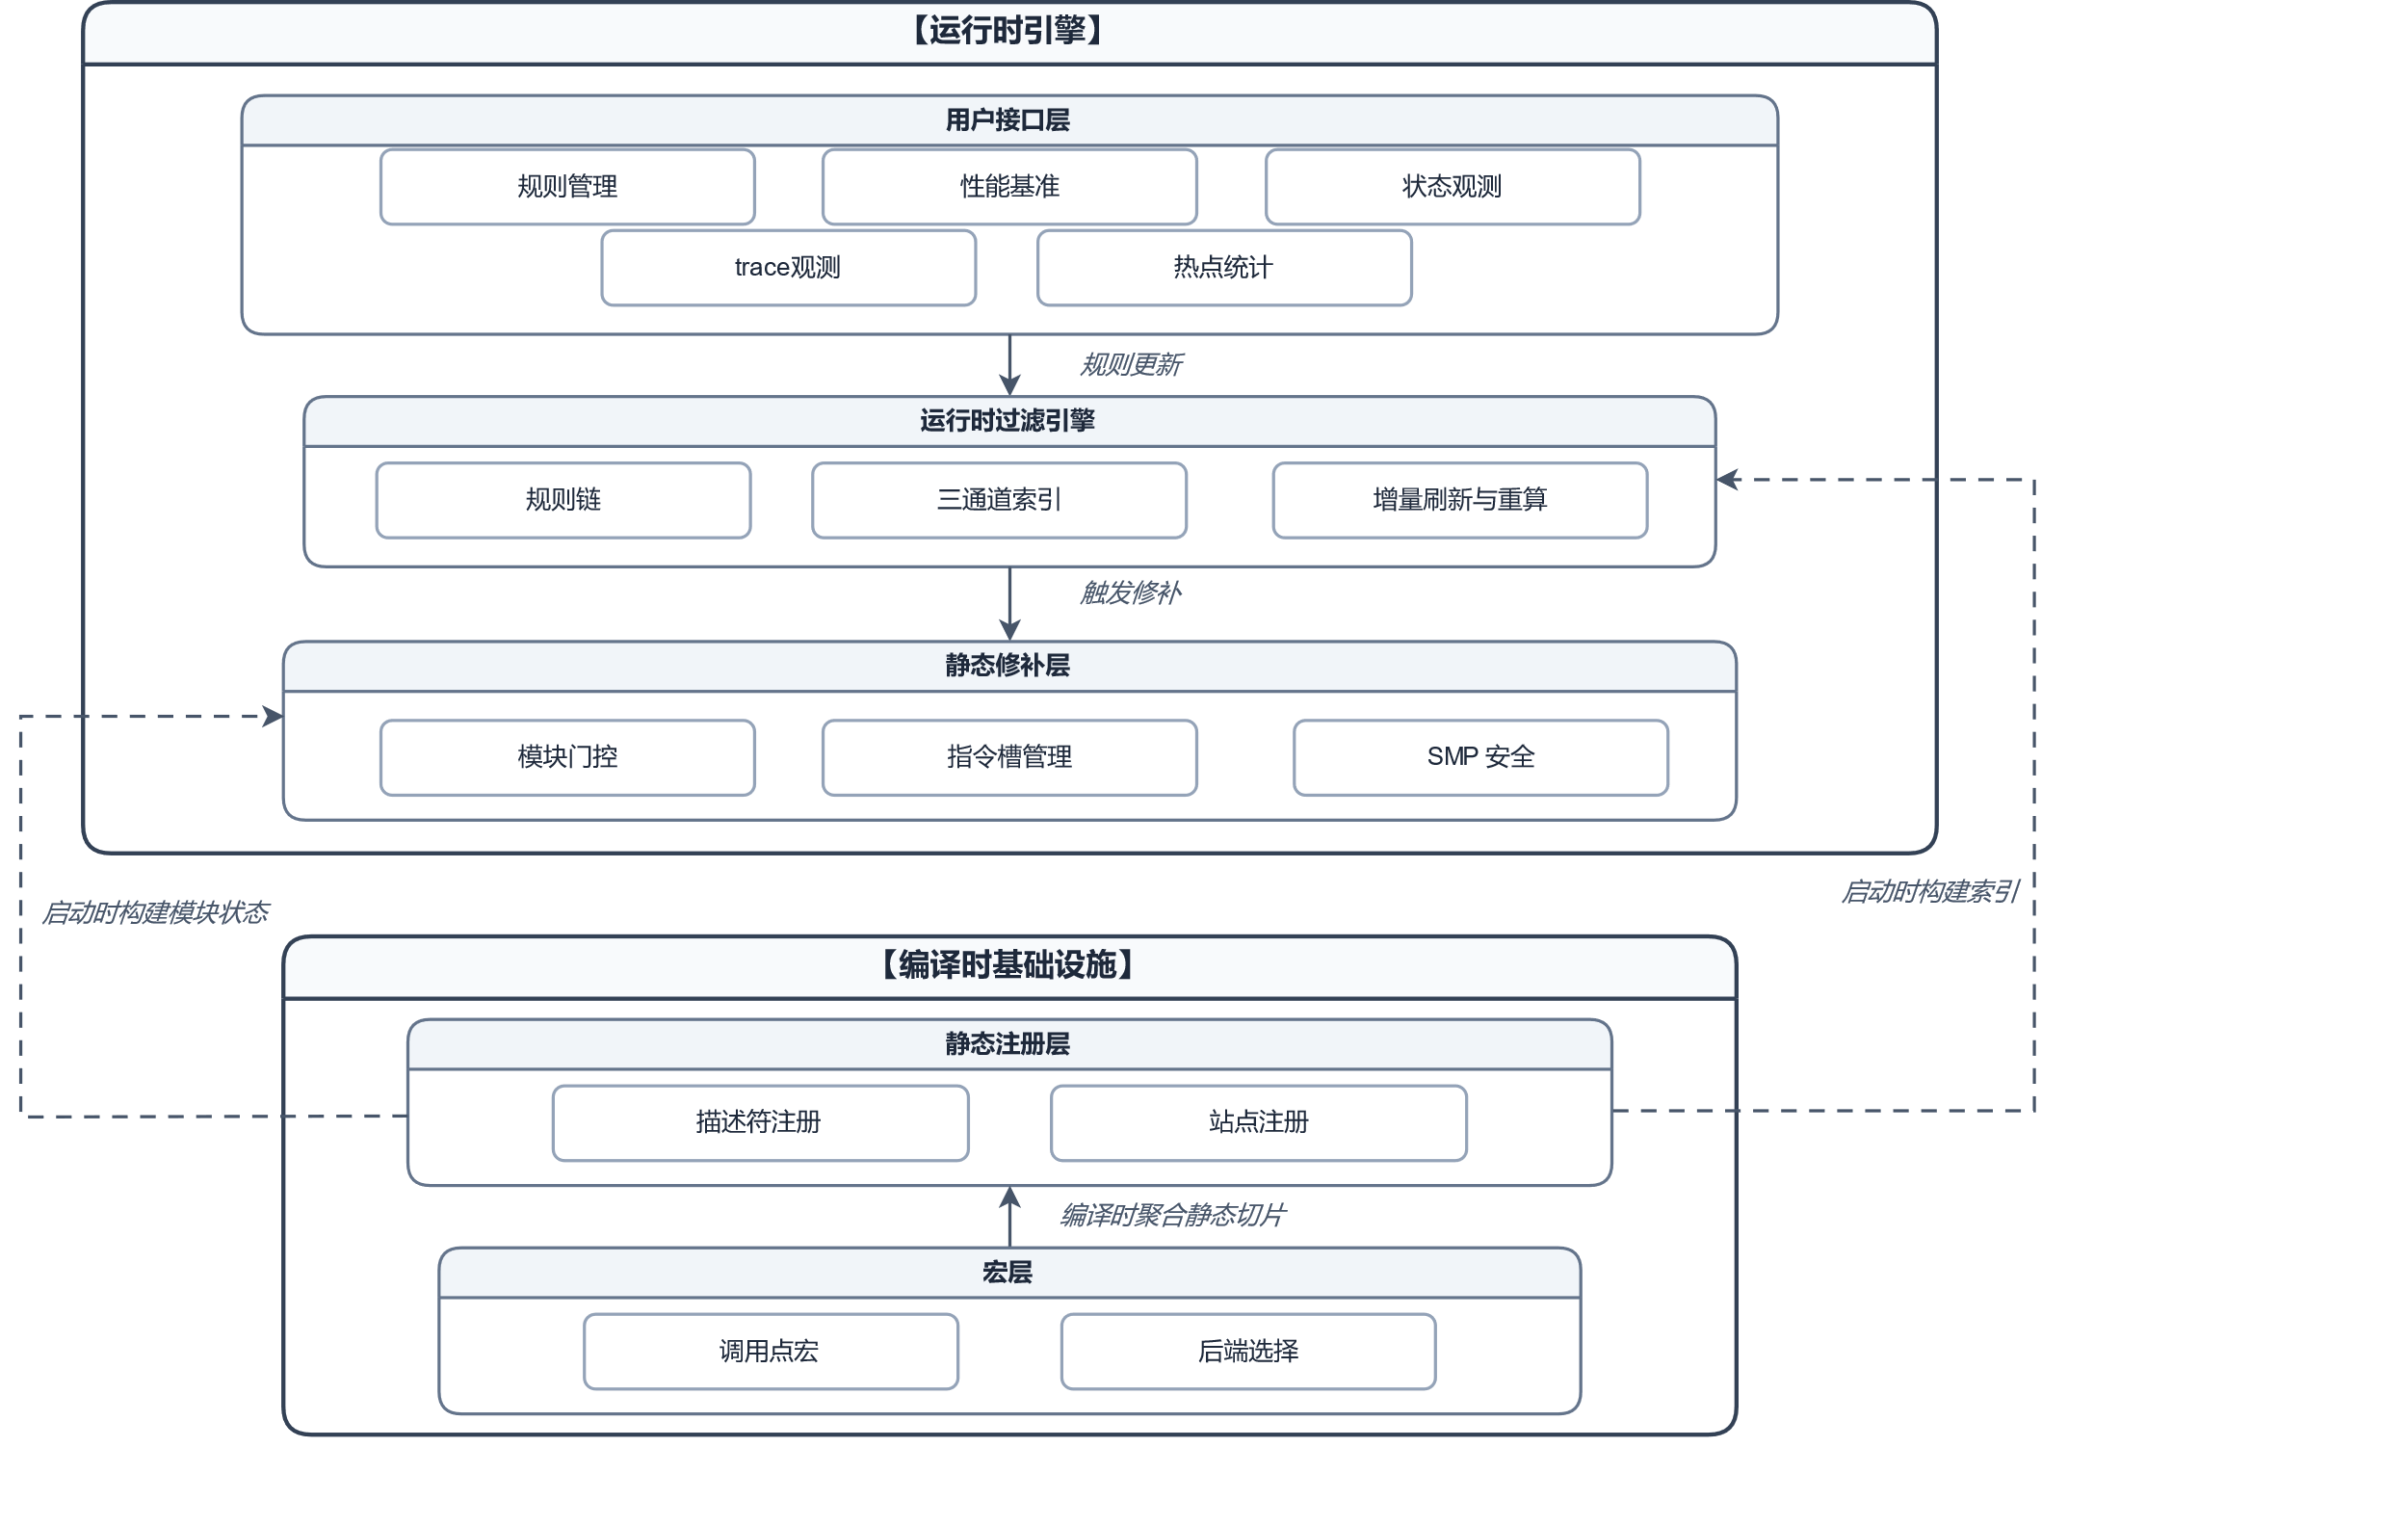 【运行时引擎】
用户接口层
规则管理
性能基准
状态观测
trace观测
热点统计
规则更新
运行时过滤引擎
规则链
三通道索引
增量刷新与重算
触发修补
静态修补层
模块门控
指令槽管理
SMP 安全
启动时构建模块状态
启动时构建索引
【编译时基础设施】
静态注册层
描述符注册
站点注册
编译时聚合静态切片
宏层
调用点宏
后端选择